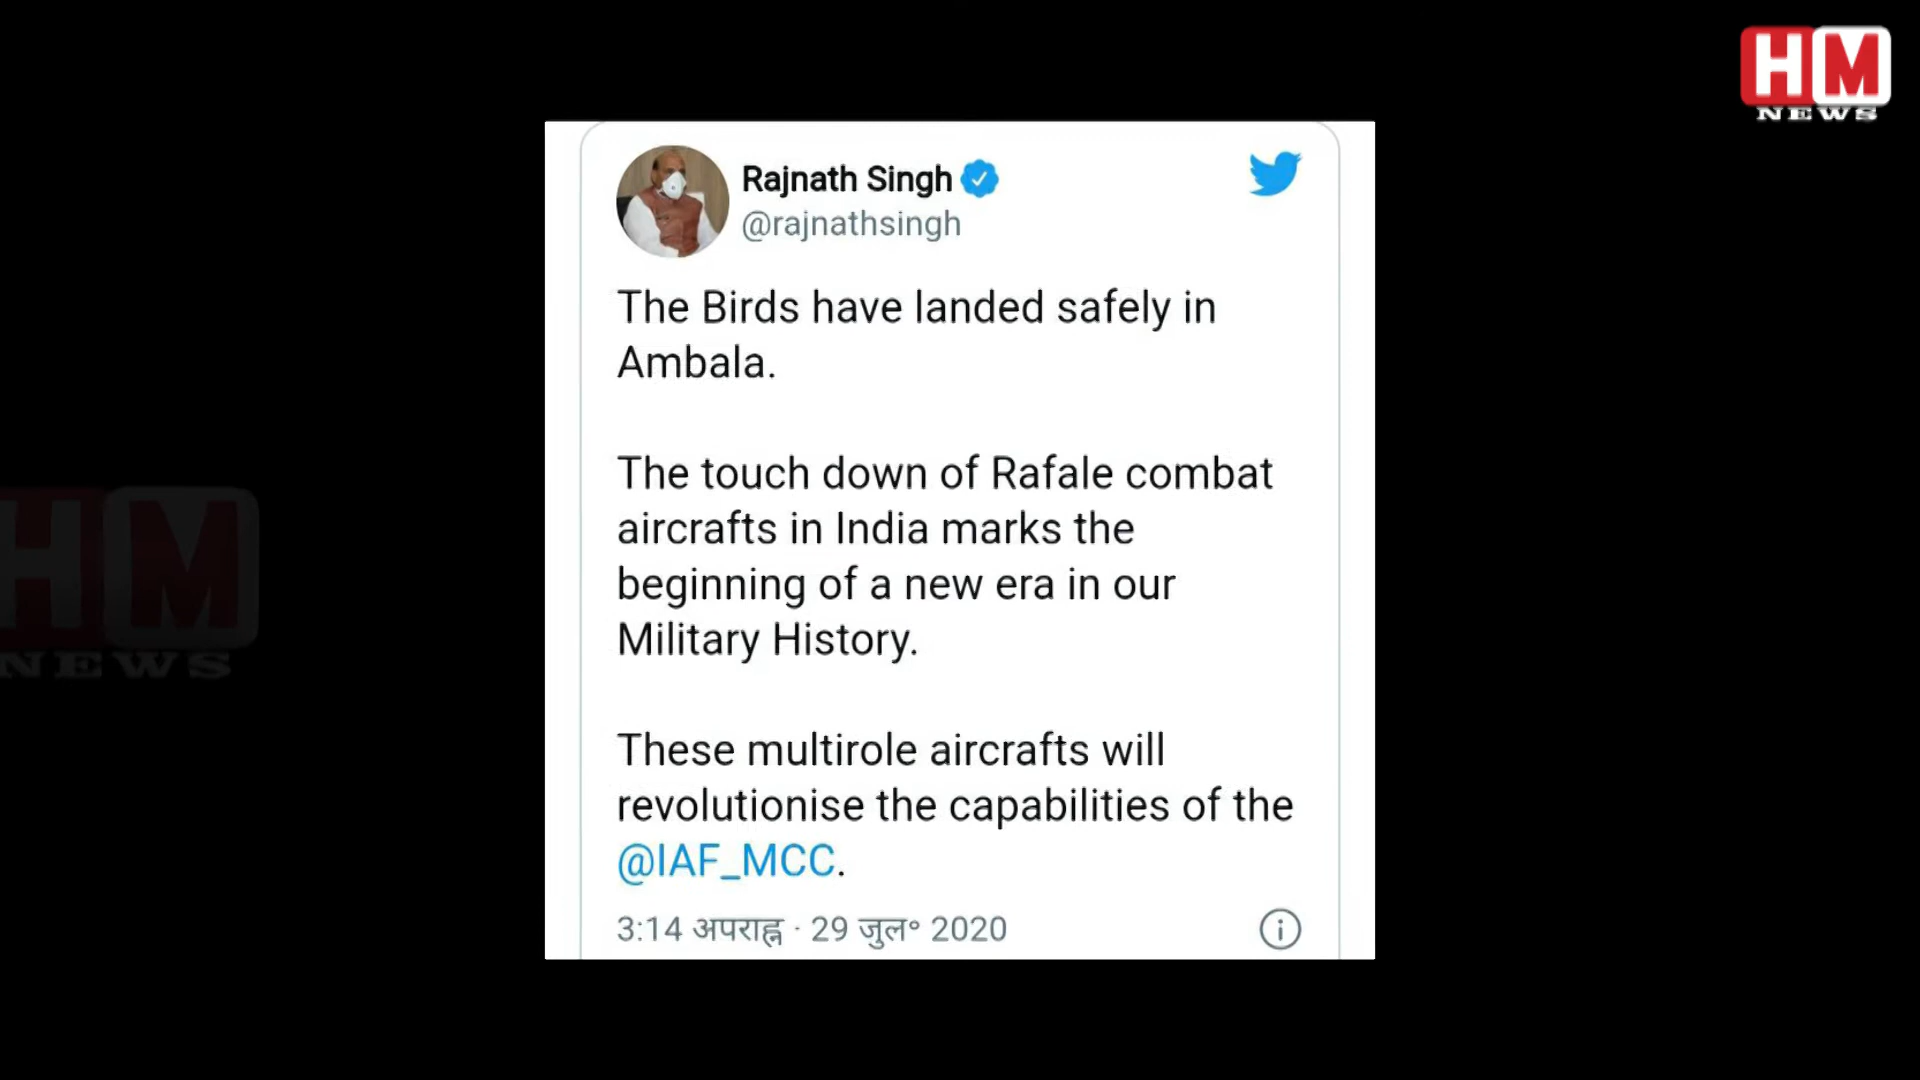 HM
NEWS
Rajnath Singh
@rajnathsingh
The Birds have landed safely in
Ambala.
The touch down of Rafale combat
aircrafts in India marks the
beginning of a new era in our
Military History.
These multirole aircrafts will
revolutionise the capabilities of the
@IAF_MCC.
3:14 अपराह्न · 29 जुल॰ 2020
HM
NEWS